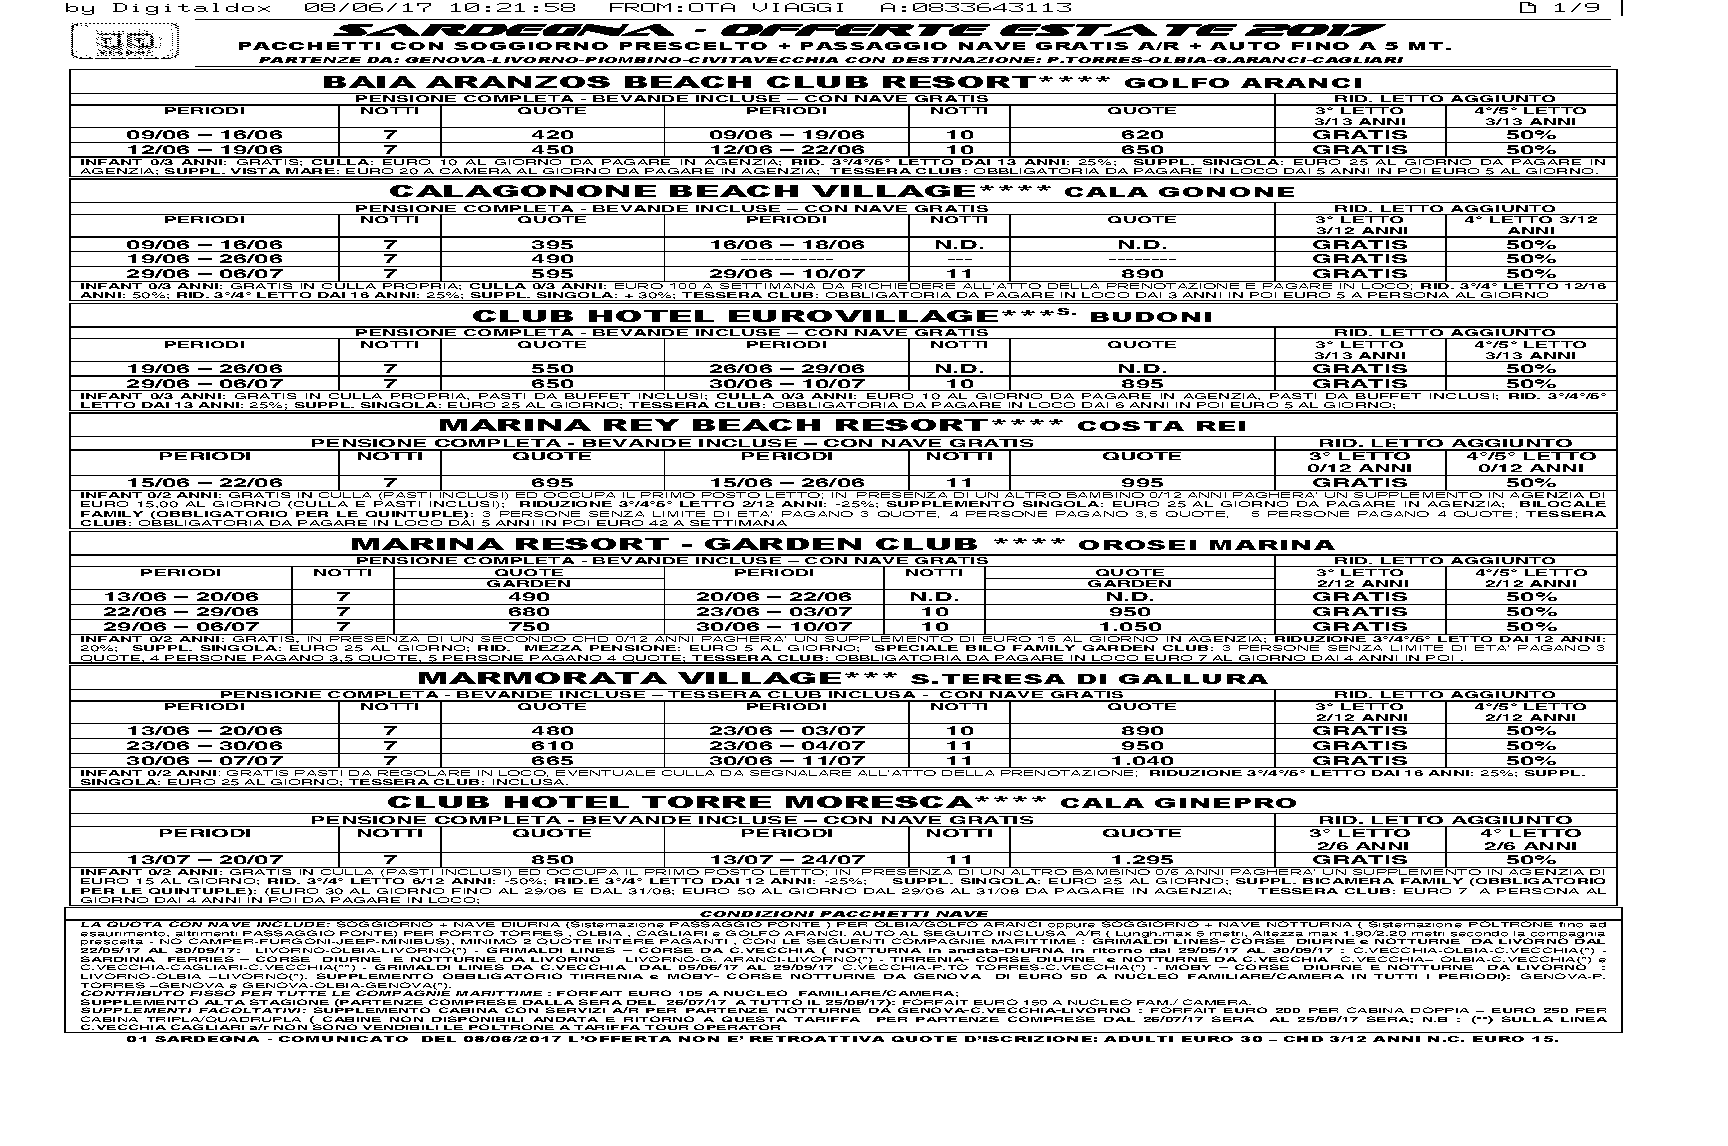 by Digitaldox 08/06/17 10:21:58 FROM:OTA VIAGGI A:0833643113 1/9
SARDEGNA - OFFERTE ESTATE 2017
PACCHETTI CON SOGGIORNO PRESCELTO + PASSAGGIO NAVE GRATIS A/R + AUTO FINO A 5 MT.
PARTENZE DA: GENOVA-LIVORNO-PIOMBINO-CIVITAVECCHIA CON DESTINAZIONE: P.TORRES-OLBIA-G.ARANCI-CAGLIARI
BAIA ARANZOS BEACH CLUB RESORT**** GOLFO ARANCI
PENSIONE COMPLETA - BEVANDE INCLUSE – CON NAVE GRATIS RID. LETTO AGGIUNTO
PERIODI NOTTI QUOTE PERIODI NOTTI QUOTE 3° LETTO 4°/5° LETTO
3/13 ANNI 3/13 ANNI
09/06 – 16/06 7 420 09/06 – 19/06 10 620 GRATIS 50%
12/06 – 19/06 7 450 12/06 – 22/06 10 650 GRATIS 50%
INFANT 0/3 ANNI: GRATIS; CULLA: EURO 10 AL GIORNO DA PAGARE IN AGENZIA; RID. 3°/4°/5° LETTO DAI 13 ANNI: 25%; SUPPL. SINGOLA: EURO 25 AL GIORNO DA PAGARE IN
AGENZIA; SUPPL. VISTA MARE: EURO 20 A CAMERA AL GIORNO DA PAGARE IN AGENZIA; TESSERA CLUB: OBBLIGATORIA DA PAGARE IN LOCO DAI 5 ANNI IN POI EURO 5 AL GIORNO.
CALAGONONE BEACH VILLAGE**** CALA GONONE
PENSIONE COMPLETA - BEVANDE INCLUSE – CON NAVE GRATIS RID. LETTO AGGIUNTO
PERIODI NOTTI QUOTE PERIODI NOTTI QUOTE 3° LETTO 4° LETTO 3/12
3/12 ANNI ANNI
09/06 – 16/06 7 395 16/06 – 18/06 N.D. N.D. GRATIS 50%
19/06 – 26/06 7 490 ----------- --- -------- GRATIS 50%
29/06 – 06/07 7 595 29/06 – 10/07 11 890 GRATIS 50%
INFANT 0/3 ANNI: GRATIS IN CULLA PROPRIA; CULLA 0/3 ANNI: EURO 100 A SETTIMANA DA RICHIEDERE ALL'ATTO DELLA PRENOTAZIONE E PAGARE IN LOCO; RID. 3°/4° LETTO 12/16
ANNI: 50%; RID. 3°/4° LETTO DAI 16 ANNI: 25%; SUPPL. SINGOLA: + 30%; TESSERA CLUB: OBBLIGATORIA DA PAGARE IN LOCO DAI 3 ANNI IN POI EURO 5 A PERSONA AL GIORNO
CLUB HOTEL EUROVILLAGE***S. BUDONI
PENSIONE COMPLETA - BEVANDE INCLUSE – CON NAVE GRATIS RID. LETTO AGGIUNTO
PERIODI NOTTI QUOTE PERIODI NOTTI QUOTE 3° LETTO 4°/5° LETTO
3/13 ANNI 3/13 ANNI
19/06 – 26/06 7 550 26/06 – 29/06 N.D. N.D. GRATIS 50%
29/06 – 06/07 7 650 30/06 – 10/07 10 895 GRATIS 50%
INFANT 0/3 ANNI: GRATIS IN CULLA PROPRIA, PASTI DA BUFFET INCLUSI; CULLA 0/3 ANNI: EURO 10 AL GIORNO DA PAGARE IN AGENZIA, PASTI DA BUFFET INCLUSI; RID. 3°/4°/5°
LETTO DAI 13 ANNI: 25%; SUPPL. SINGOLA: EURO 25 AL GIORNO; TESSERA CLUB: OBBLIGATORIA DA PAGARE IN LOCO DAI 6 ANNI IN POI EURO 5 AL GIORNO;
MARINA REY BEACH RESORT**** COSTA REI
PENSIONE COMPLETA - BEVANDE INCLUSE – CON NAVE GRATIS RID. LETTO AGGIUNTO
PERIODI NOTTI QUOTE PERIODI NOTTI QUOTE 3° LETTO 4°/5° LETTO
0/12 ANNI 0/12 ANNI
15/06 – 22/06 7 695 15/06 – 26/06 11 995 GRATIS 50%
INFANT 0/2 ANNI: GRATIS IN CULLA (PASTI INCLUSI) ED OCCUPA IL PRIMO POSTO LETTO; IN PRESENZA DI UN ALTRO BAMBINO 0/12 ANNI PAGHERA' UN SUPPLEMENTO IN AGENZIA DI
EURO 15,00 AL GIORNO (CULLA E PASTI INCLUSI); RIDUZIONE 3°/4°/5° LETTO 2/12 ANNI: -25%; SUPPLEMENTO SINGOLA: EURO 25 AL GIORNO DA PAGARE IN AGENZIA; BILOCALE
FAMILY (OBBLIGATORIO PER LE QUINTUPLE): 3 PERSONE SENZA LIMITE DI ETA' PAGANO 3 QUOTE, 4 PERSONE PAGANO 3,5 QUOTE, 5 PERSONE PAGANO 4 QUOTE; TESSERA
CLUB: OBBLIGATORIA DA PAGARE IN LOCO DAI 5 ANNI IN POI EURO 42 A SETTIMANA
MARINA RESORT - GARDEN CLUB **** OROSEI MARINA
PENSIONE COMPLETA - BEVANDE INCLUSE – CON NAVE GRATIS RID. LETTO AGGIUNTO
PERIODI NOTTI QUOTE PERIODI NOTTI QUOTE 3° LETTO 4°/5° LETTO
GARDEN GARDEN 2/12 ANNI 2/12 ANNI
13/06 – 20/06 7 490 20/06 – 22/06 N.D. N.D. GRATIS 50%
22/06 – 29/06 7 680 23/06 – 03/07 10 950 GRATIS 50%
29/06 – 06/07 7 750 30/06 – 10/07 10 1.050 GRATIS 50%
INFANT 0/2 ANNI: GRATIS, IN PRESENZA DI UN SECONDO CHD 0/12 ANNI PAGHERA' UN SUPPLEMENTO DI EURO 15 AL GIORNO IN AGENZIA; RIDUZIONE 3°/4°/5° LETTO DAI 12 ANNI:
20%; SUPPL. SINGOLA: EURO 25 AL GIORNO; RID. MEZZA PENSIONE: EURO 5 AL GIORNO; SPECIALE BILO FAMILY GARDEN CLUB: 3 PERSONE SENZA LIMITE DI ETA' PAGANO 3
QUOTE, 4 PERSONE PAGANO 3,5 QUOTE, 5 PERSONE PAGANO 4 QUOTE; TESSERA CLUB: OBBLIGATORIA DA PAGARE IN LOCO EURO 7 AL GIORNO DAI 4 ANNI IN POI .
MARMORATA VILLAGE*** S.TERESA DI GALLURA
PENSIONE COMPLETA - BEVANDE INCLUSE – TESSERA CLUB INCLUSA - CON NAVE GRATIS RID. LETTO AGGIUNTO
PERIODI NOTTI QUOTE PERIODI NOTTI QUOTE 3° LETTO 4°/5° LETTO
2/12 ANNI 2/12 ANNI
13/06 – 20/06 7 480 23/06 – 03/07 10 890 GRATIS 50%
23/06 – 30/06 7 610 23/06 – 04/07 11 950 GRATIS 50%
30/06 – 07/07 7 665 30/06 – 11/07 11 1.040 GRATIS 50%
INFANT 0/2 ANNI: GRATIS PASTI DA REGOLARE IN LOCO, EVENTUALE CULLA DA SEGNALARE ALL'ATTO DELLA PRENOTAZIONE; RIDUZIONE 3°/4°/5° LETTO DAI 16 ANNI: 25%; SUPPL.
SINGOLA: EURO 25 AL GIORNO; TESSERA CLUB: INCLUSA.
CLUB HOTEL TORRE MORESCA**** CALA GINEPRO
PENSIONE COMPLETA - BEVANDE INCLUSE – CON NAVE GRATIS RID. LETTO AGGIUNTO
PERIODI NOTTI QUOTE PERIODI NOTTI QUOTE 3° LETTO 4° LETTO
2/6 ANNI 2/6 ANNI
13/07 – 20/07 7 850 13/07 – 24/07 11 1.295 GRATIS 50%
INFANT 0/2 ANNI: GRATIS IN CULLA (PASTI INCLUSI) ED OCCUPA IL PRIMO POSTO LETTO; IN PRESENZA DI UN ALTRO BAMBINO 0/6 ANNI PAGHERA' UN SUPPLEMENTO IN AGENZIA DI
EURO 15 AL GIORNO; RID. 3°/4° LETTO 6/12 ANNI: -50%; RID.E 3°/4° LETTO DAI 12 ANNI: -25% SUPPL. SINGOLA: EURO 25 AL GIORNO; SUPPL. BICAMERA FAMILY (OBBLIGATORIO
PER LE QUINTUPLE): (EURO 30 AL GIORNO FINO AL 29/06 E DAL 31/08; EURO 50 AL GIORNO DAL 29/06 AL 31/08 DA PAGARE IN AGENZIA; TESSERA CLUB: EURO 7 A PERSONA AL
GIORNO DAI 4 ANNI IN POI DA PAGARE IN LOCO;
CONDIZIONI PACCHETTI NAVE
LA QUOTA CON NAVE INCLUDE: SOGGIORNO + NAVE DIURNA (Sistemazione PASSAGGIO PONTE ) PER OLBIA/GOLFO ARANCI oppure SOGGIORNO + NAVE NOTTURNA ( Sistemazione POLTRONE fino ad
esaurimento, altrimenti PASSAGGIO PONTE) PER PORTO TORRES , OLBIA , CAGLIARI e GOLFO ARANCI. AUTO AL SEGUITO INCLUSA A/R ( Lungh.max 5 metri, Altezza max 1.90/2.20 metri secondo la compagnia
prescelta - NO CAMPER-FURGONI-JEEP-MINIBUS), MINIMO 2 QUOTE INTERE PAGANTI , CON LE SEGUENTI COMPAGNIE MARITTIME : GRIMALDI LINES- CORSE DIURNE e NOTTURNE DA LIVORNO DAL
22/05/17 AL 30/09/17: LIVORNO-OLBIA-LIVORNO(*) - GRIMALDI LINES – CORSE DA C.VECCHIA ( NOTTURNA in andata-DIURNA in ritorno dal 29/05/17 AL 30/09/17 : C.VECCHIA-OLBIA-C.VECCHIA(*) -
SARDINIA FERRIES – CORSE DIURNE E NOTTURNE DA LIVORNO LIVORNO-G. ARANCI-LIVORNO(*) - TIRRENIA- CORSE DIURNE e NOTTURNE DA C.VECCHIA C.VECCHIA– OLBIA-C.VECCHIA(*) e
C.VECCHIA-CAGLIARI-C.VECCHIA(**) - GRIMALDI LINES DA C.VECCHIA DAL 05/06/17 AL 29/09/17 C.VECCHIA-P.TO TORRES-C.VECCHIA(*) - MOBY – CORSE DIURNE E NOTTURNE DA LIVORNO :
LIVORNO-OLBIA –LIVORNO(*). SUPPLEMENTO OBBLIGATORIO TIRRENIA e MOBY- CORSE NOTTURNE DA GENOVA DI EURO 50 A NUCLEO FAMILIARE/CAMERA IN TUTTI I PERIODI): GENOVA-P.
TORRES –GENOVA e GENOVA-OLBIA-GENOVA(*).
CONTRIBUTO FISSO PER TUTTE LE COMPAGNIE MARITTIME : FORFAIT EURO 105 A NUCLEO FAMILIARE/CAMERA;
SUPPLEMENTO ALTA STAGIONE (PARTENZE COMPRESE DALLA SERA DEL 26/07/17 A TUTTO IL 25/08/17): FORFAIT EURO 150 A NUCLEO FAM./ CAMERA.
SUPPLEMENTI FACOLTATIVI: SUPPLEMENTO CABINA CON SERVIZI A/R PER PARTENZE NOTTURNE DA GENOVA-C.VECCHIA-LIVORNO : FORFAIT EURO 200 PER CABINA DOPPIA – EURO 250 PER
CABINA TRIPLA/QUADRUPLA ( CABINE NON DISPONIBILI ANDATA E RITORNO A QUESTA TARIFFA PER PARTENZE COMPRESE DAL 26/07/17 SERA AL 25/08/17 SERA; N.B : (**) SULLA LINEA
C.VECCHIA CAGLIARI a/r NON SONO VENDIBILI LE POLTRONE A TARIFFA TOUR OPERATOR
01 SARDEGNA - COMUNICATO DEL 08/06/2017 L'OFFERTA NON E' RETROATTIVA QUOTE D'ISCRIZIONE: ADULTI EURO 30 – CHD 3/12 ANNI N.C. EURO 15.